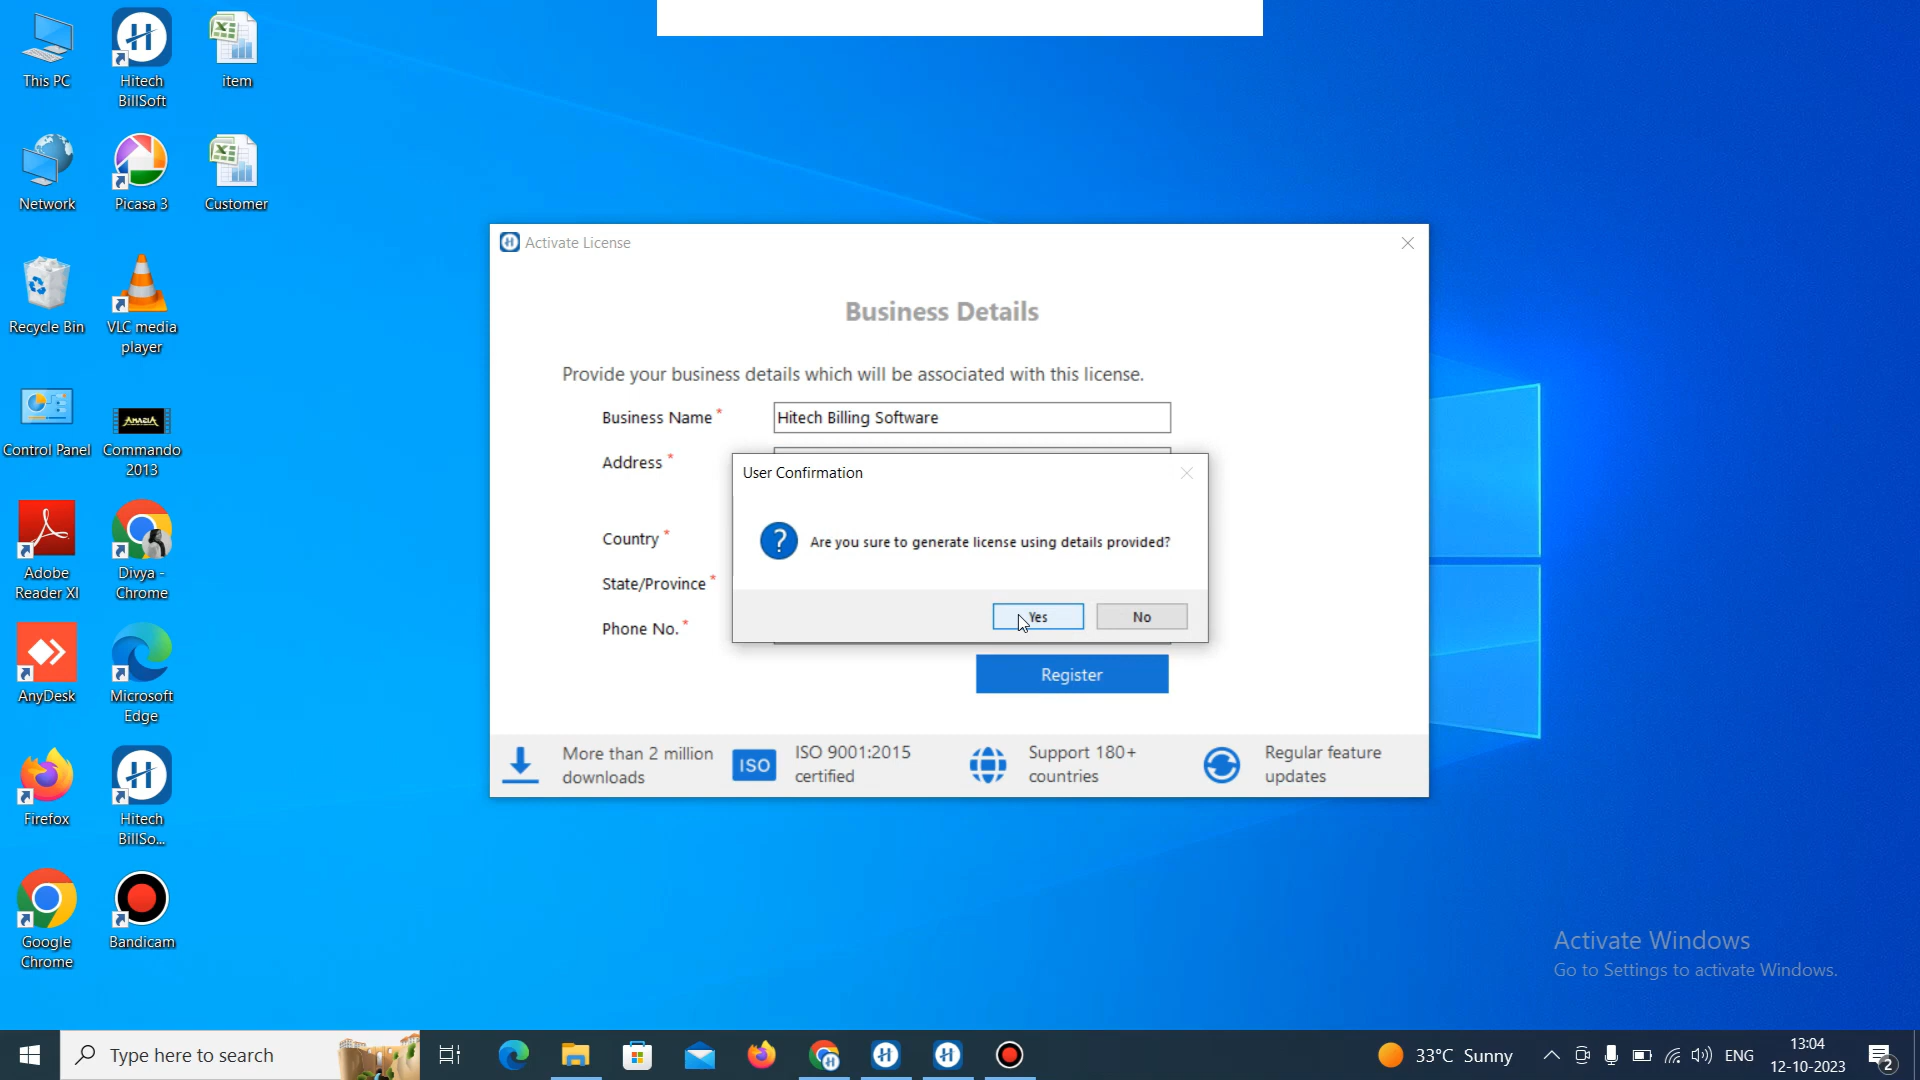 This PC
Hitech
BillSoft
item
Network
Picasa 3
Customer
Recycle Bin
VLC media
player
Control Panel
Commando
2013
Adobe
Reader XI
Divya -
Chrome
AnyDesk
Microsoft
Edge
Firefox
Hitech
BillSo...
Google
Chrome
Bandicam
Activate License
Business Details
Provide your business details which will be associated with this license.
Business Name *
Hitech Billing Software
Address *
Country *
State/Province *
Phone No. *
User Confirmation
?
Are you sure to generate license using details provided?
Yes
No
Register
More than 2 million
downloads
ISO
ISO 9001:2015
certified
Support 180+
countries
Regular feature
updates
Activate Windows
Go to Settings to activate Windows.
Type here to search
33°C Sunny
ENG
13:04
12-10-2023
2